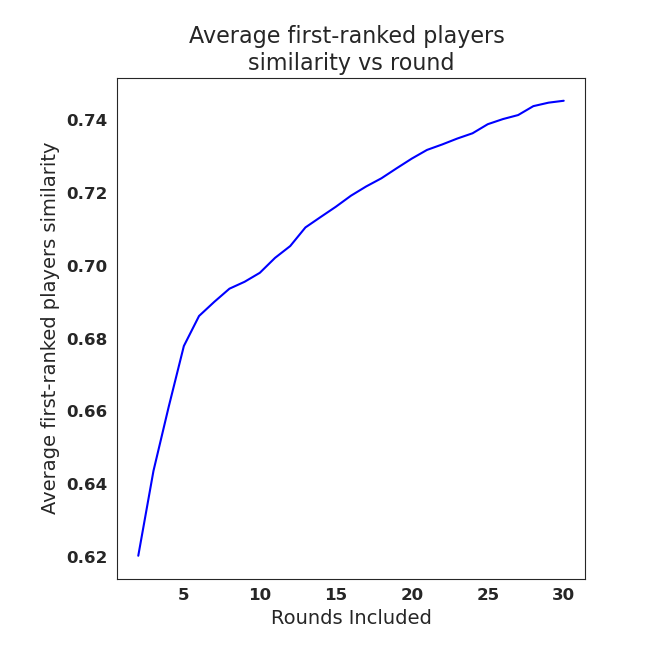 Average first-ranked players
similarity vs round
Average first-ranked players similarity
0.74
0.72
0.70
0.68
0.66
0.64
0.62
5 10 15 20 25 30
Rounds Included